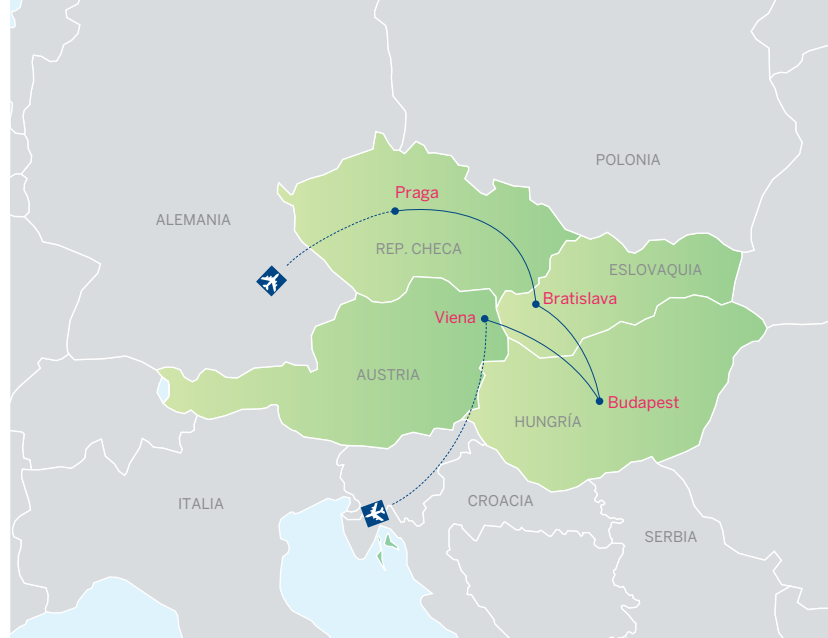 POLONIA
Praga
ALEMANIA
REP. CHECA
ESLOVAQUIA
Bratislava
Viena
AUSTRIA
Budapest
HUNGRÍA
ITALIA
CROACIA
SERBIA